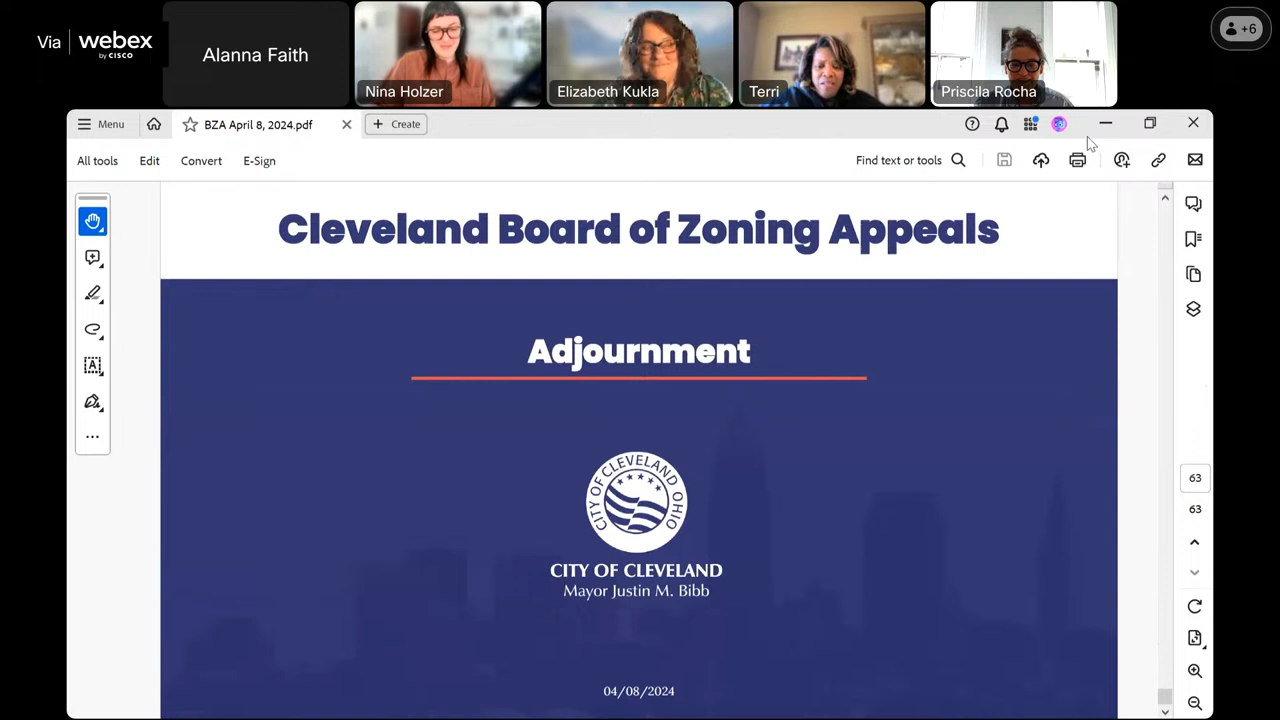 Via webex
by CISCO
Alanna Faith
Nina Holzer
Elizabeth Kukla
Terri
Priscila Rocha
+6
Menu
BZA April 8, 2024.pdf
Create
All tools
Edit
Convert
E-Sign
Find text or tools
Cleveland Board of Zoning Appeals
Adjournment
CITY OF CLEVELAND OHIO
CITY OF CLEVELAND
Mayor Justin M. Bibb
04/08/2024
63
63